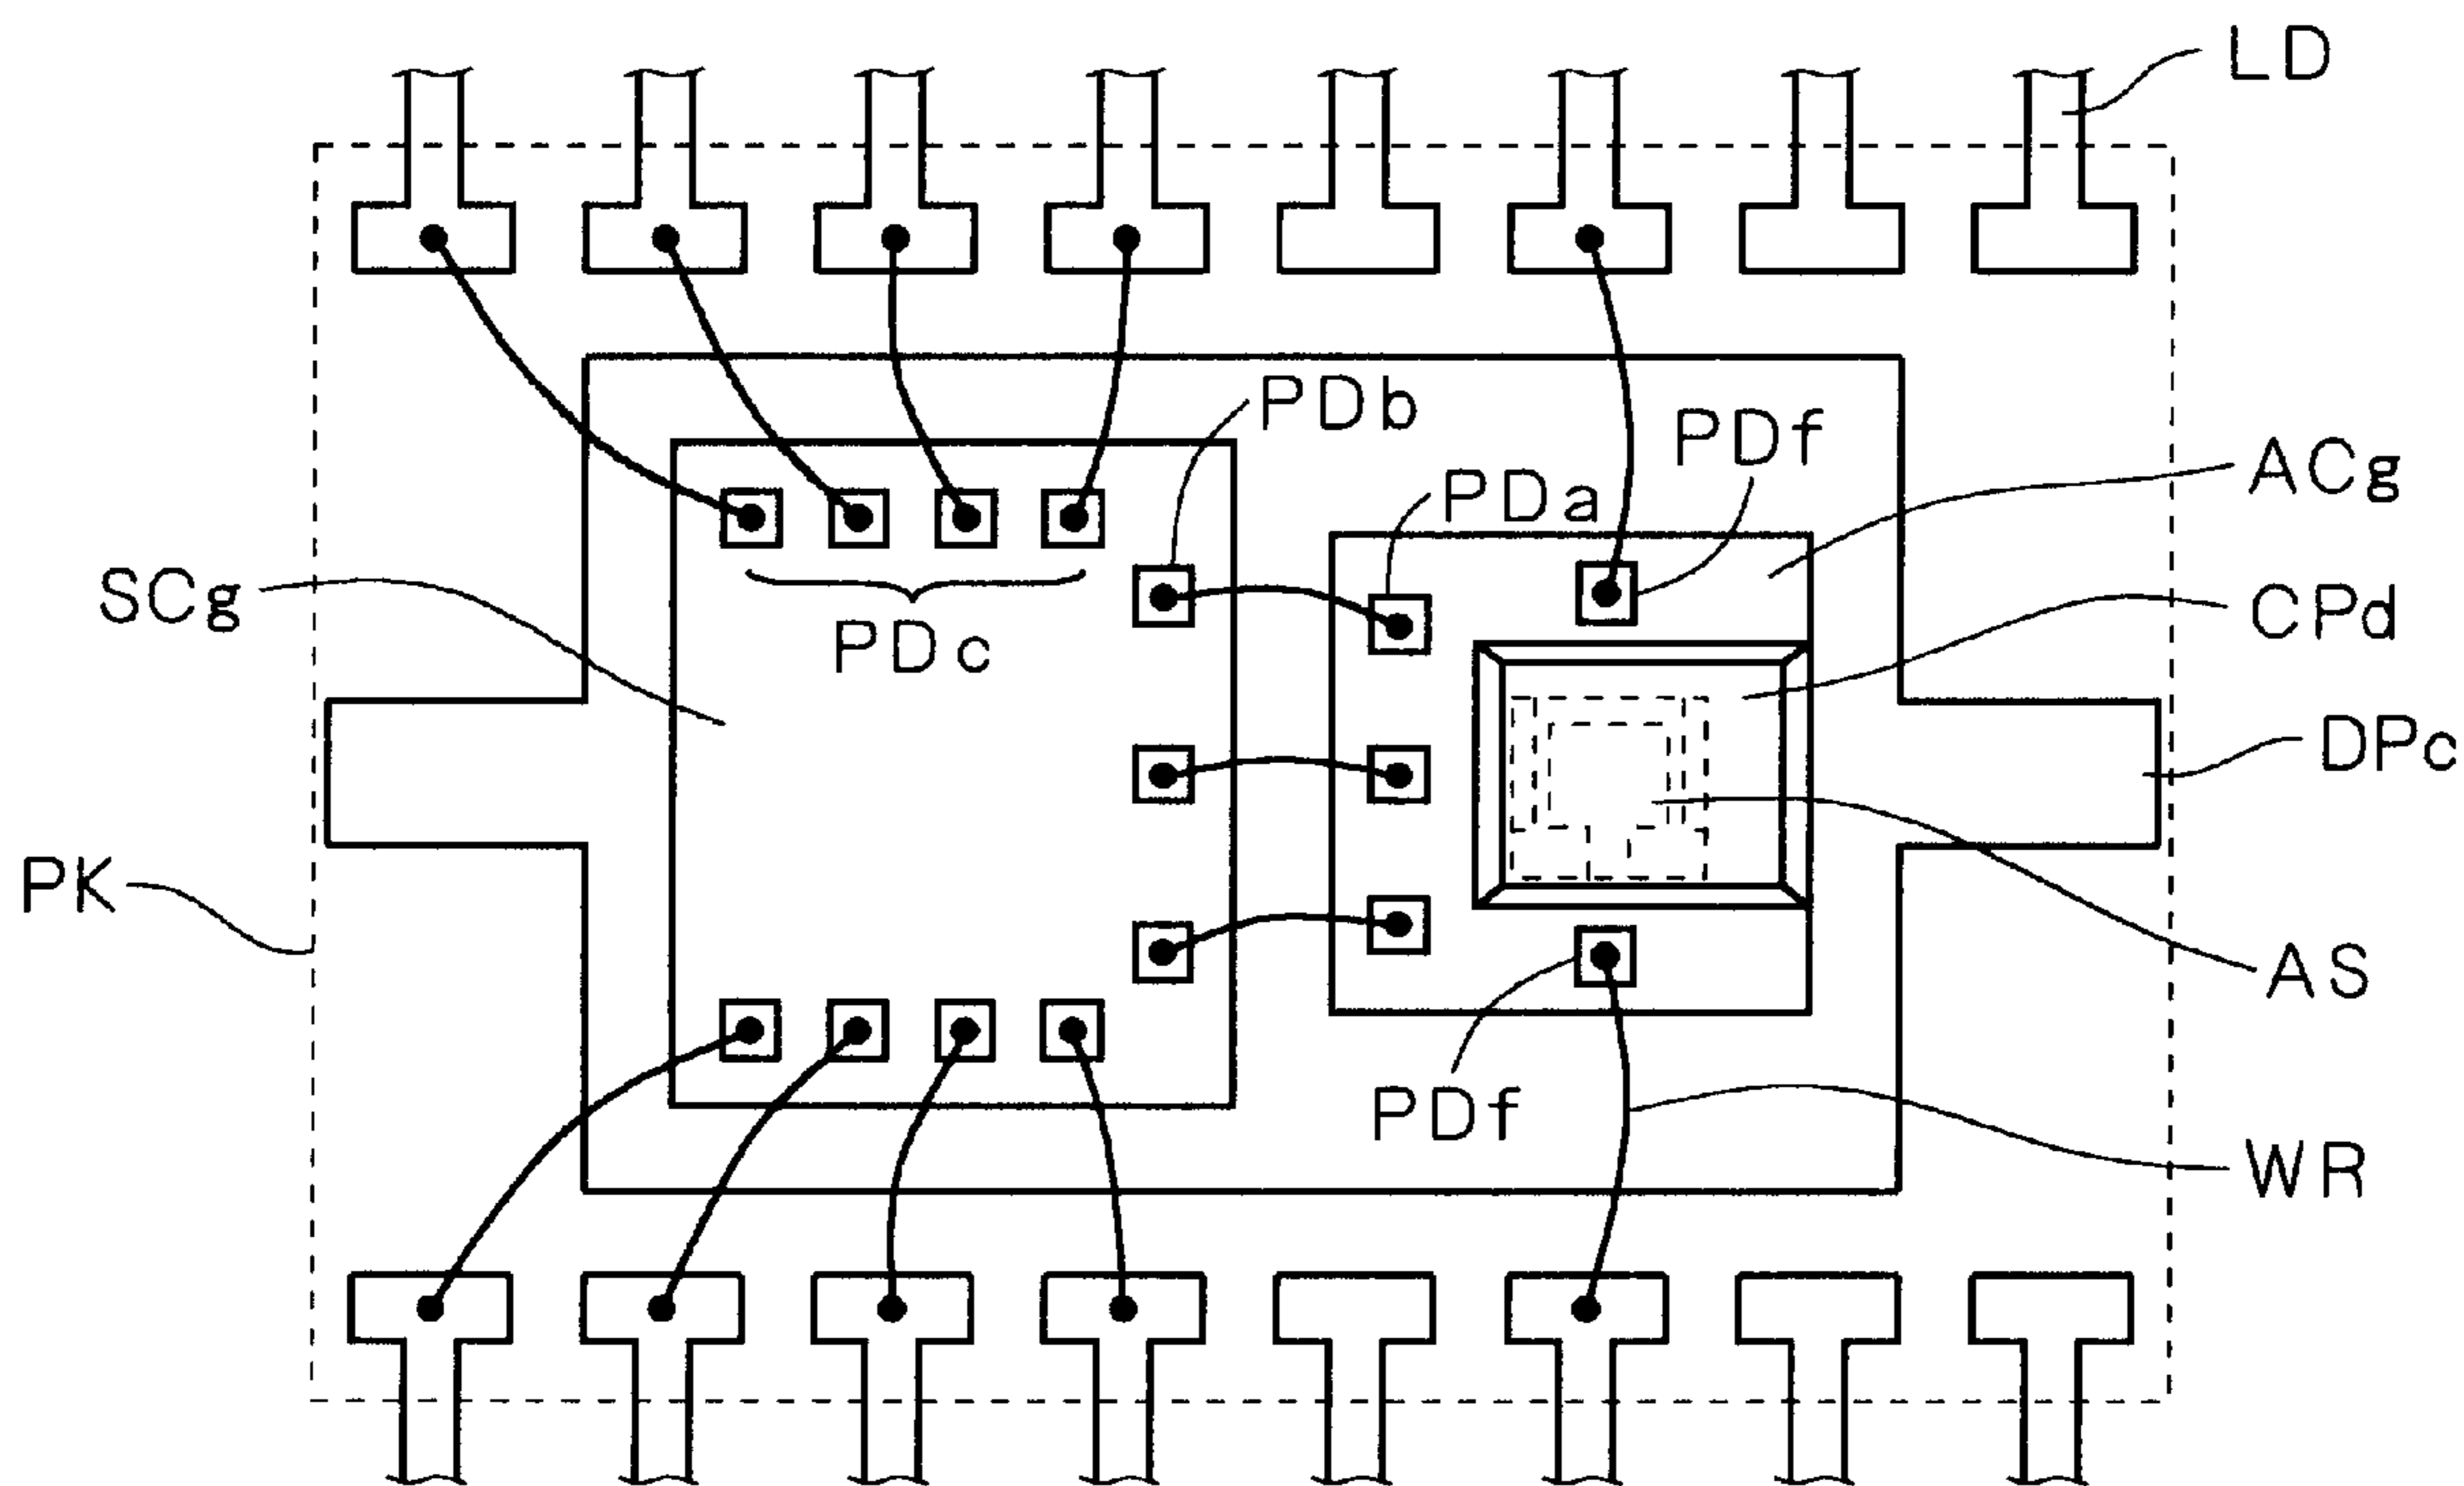 LD
PDb
PDf
ACg
PDa
SCg
CPd
PDc
DPc
PK
AS
PDf
WR